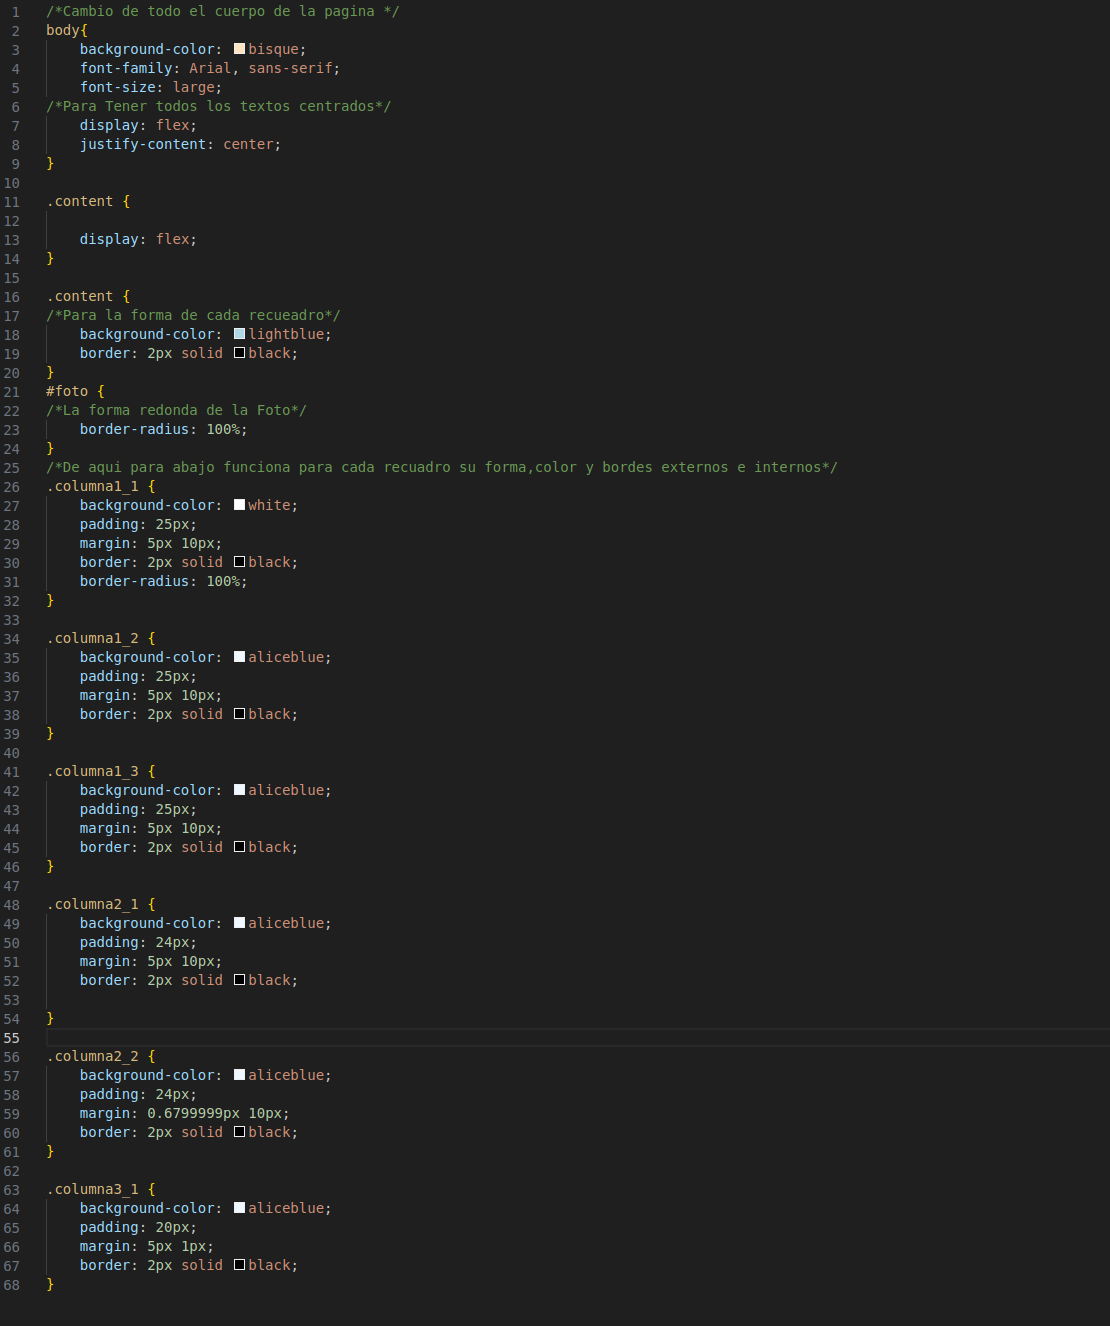 1 /*Cambio de todo el cuerpo de la pagina */
2 body{
3     background-color: bisque;
4     font-family: Arial, sans-serif;
5     font-size: large;
6 /*Para Tener todos los textos centrados*/
7     display: flex;
8     justify-content: center;
9 }
10
11 .content {
12
13     display: flex;
14 }
15
16 .content {
17 /*Para la forma de cada recueadro*/
18     background-color: lightblue;
19     border: 2px solid black;
20 }
21 #foto {
22 /*La forma redonda de la Foto*/
23     border-radius: 100%;
24 }
25 /*De aqui para abajo funciona para cada recuadro su forma,color y bordes externos e internos*/
26 .columna1_1 {
27     background-color: white;
28     padding: 25px;
29     margin: 5px 10px;
30     border: 2px solid black;
31     border-radius: 100%;
32 }
33
34 .columna1_2 {
35     background-color: aliceblue;
36     padding: 25px;
37     margin: 5px 10px;
38     border: 2px solid black;
39 }
40
41 .columna1_3 {
42     background-color: aliceblue;
43     padding: 25px;
44     margin: 5px 10px;
45     border: 2px solid black;
46 }
47
48 .columna2_1 {
49     background-color: aliceblue;
50     padding: 24px;
51     margin: 5px 10px;
52     border: 2px solid black;
53
54 }
55
56 .columna2_2 {
57     background-color: aliceblue;
58     padding: 24px;
59     margin: 0.6799999px 10px;
60     border: 2px solid black;
61 }
62
63 .columna3_1 {
64     background-color: aliceblue;
65     padding: 20px;
66     margin: 5px 1px;
67     border: 2px solid black;
68 }